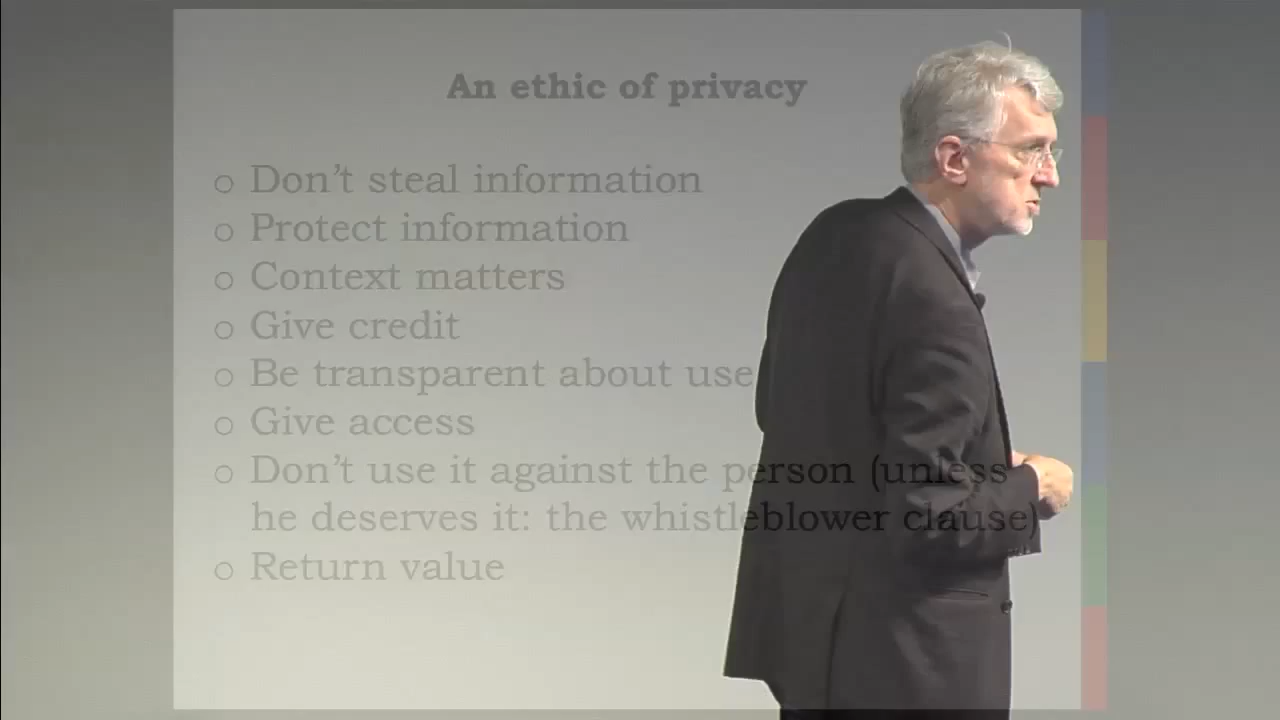 An ethic of privacy
o Don't steal information
o Protect information
o Context matters
o Give credit
o Be transparent about use
o Give access
o Don't use it against the person (unless
he deserves it: the whistleblower clause)
o Return value